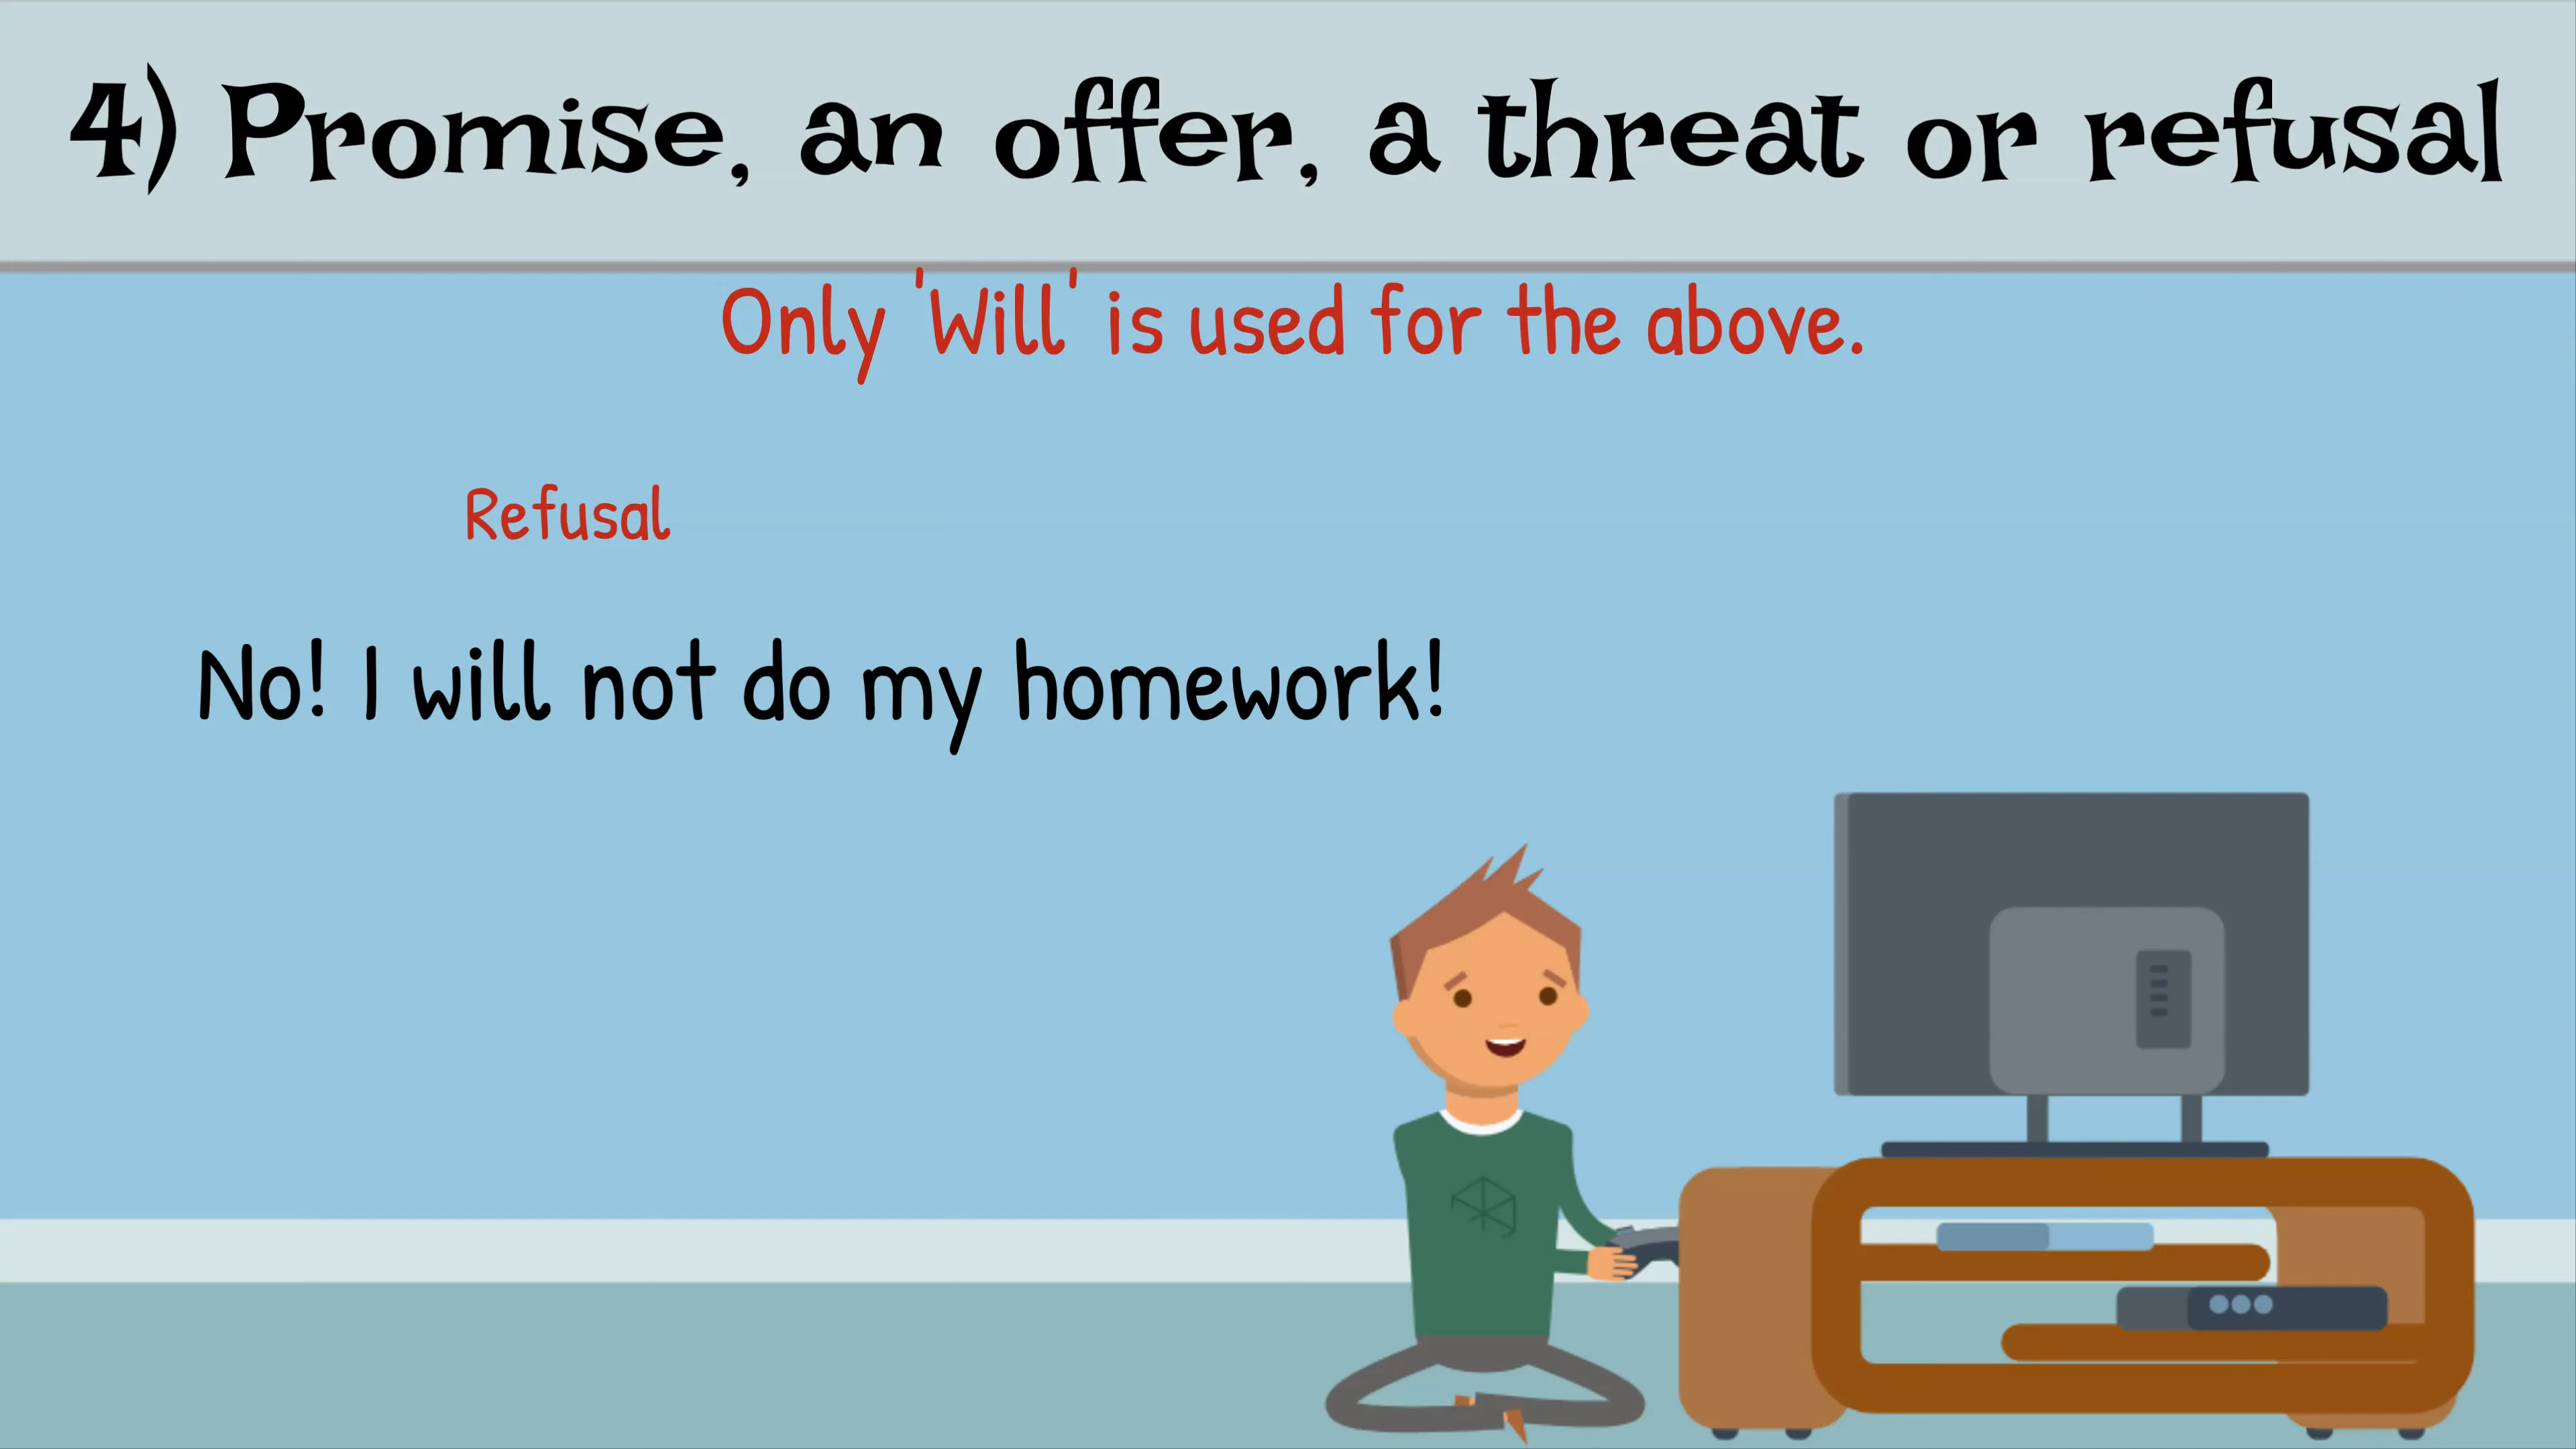 4) Promise, an offer, a threat or refusal
Only 'Will' is used for the above.
Refusal
No! I will not do my homework!